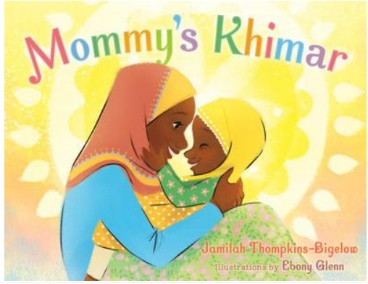 Mommy's Khimar
Jamilah Thompkins-Bigelow
Illustrations by Ebony Glenn